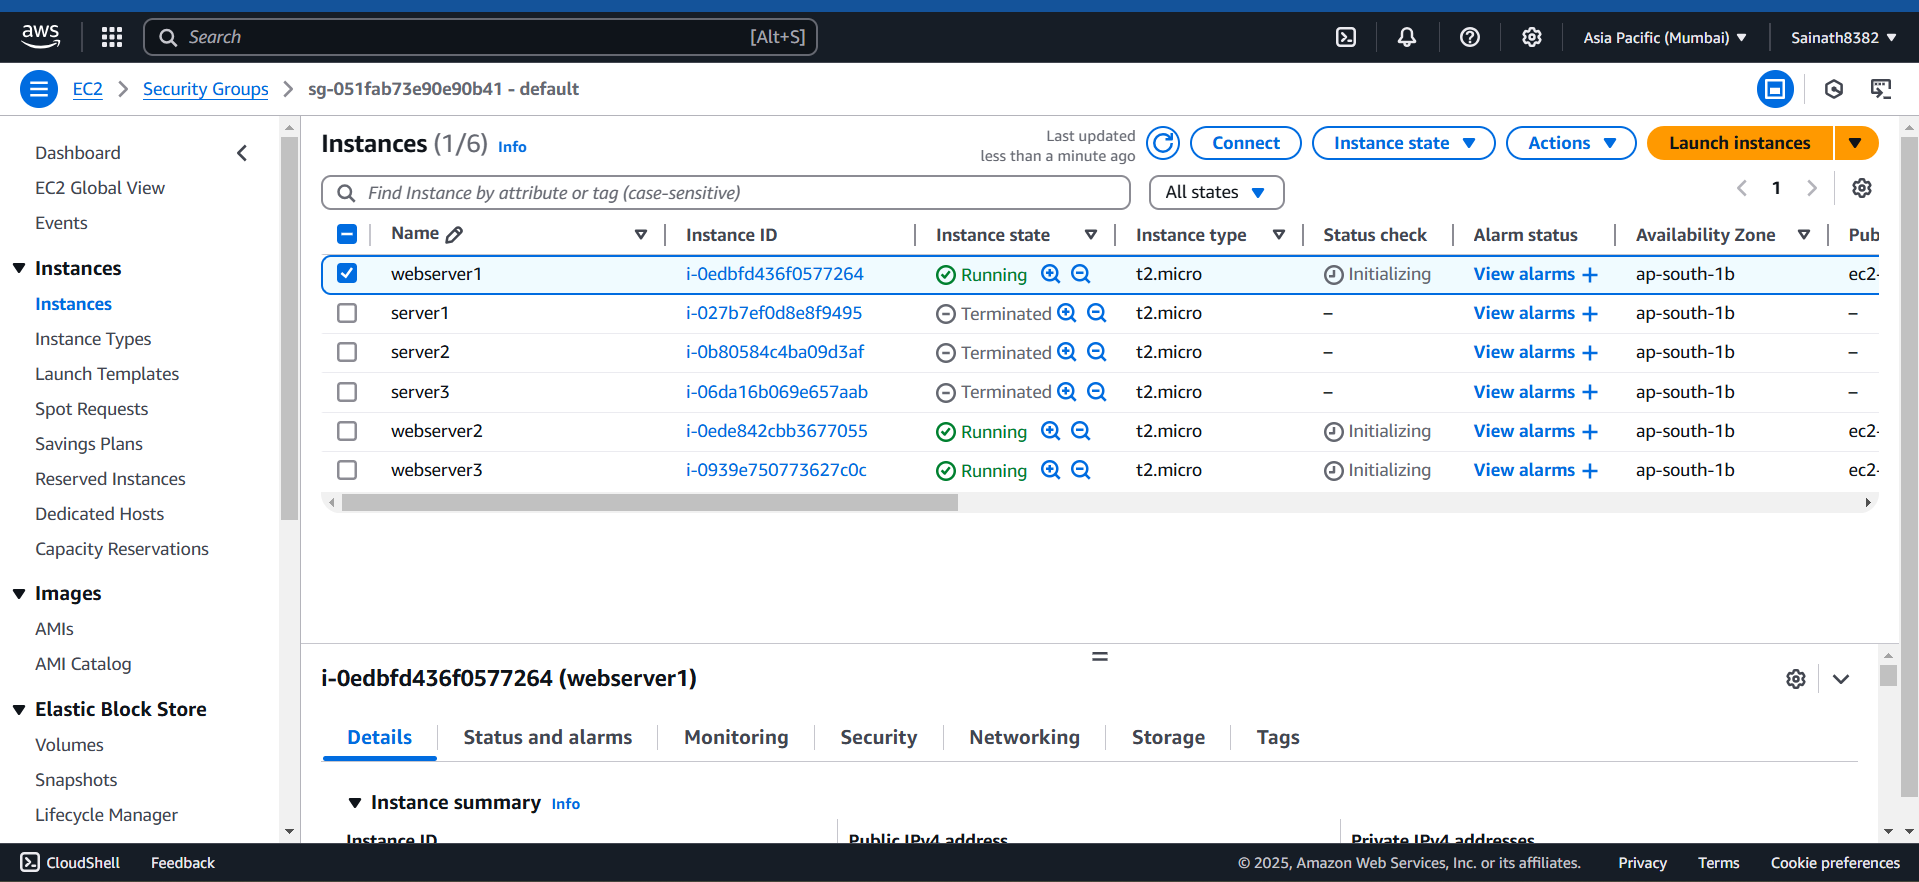 aws
Search [Alt+S]
Asia Pacific (Mumbai)
Sainath8382
EC2 Security Groups sg-051fab73e90e90b41 - default
Dashboard
EC2 Global View
Events
Instances
Instances
Instance Types
Launch Templates
Spot Requests
Savings Plans
Reserved Instances
Dedicated Hosts
Capacity Reservations
Images
AMIs
AMI Catalog
Elastic Block Store
Volumes
Snapshots
Lifecycle Manager
Instances (1/6) Info
Last updated
less than a minute ago
Connect
Instance state
Actions
Launch instances
Find Instance by attribute or tag (case-sensitive)
All states
1
Name Instance ID Instance state Instance type Status check Alarm status Availability Zone Pub
webserver1 i-0edbfd436f0577264 Running t2.micro Initializing View alarms + ap-south-1b ec2-
server1 i-027b7ef0d8e8f9495 Terminated t2.micro – View alarms + ap-south-1b –
server2 i-0b80584c4ba09d3af Terminated t2.micro – View alarms + ap-south-1b –
server3 i-06da16b069e657aab Terminated t2.micro – View alarms + ap-south-1b –
webserver2 i-0ede842cbb3677055 Running t2.micro Initializing View alarms + ap-south-1b ec2-
webserver3 i-0939e750773627c0c Running t2.micro Initializing View alarms + ap-south-1b ec2-
i-0edbfd436f0577264 (webserver1)
Details Status and alarms Monitoring Security Networking Storage Tags
Instance summary Info
Instance ID Public IPv4 address Private IPv4 addresses
CloudShell Feedback © 2025, Amazon Web Services, Inc. or its affiliates. Privacy Terms Cookie preferences